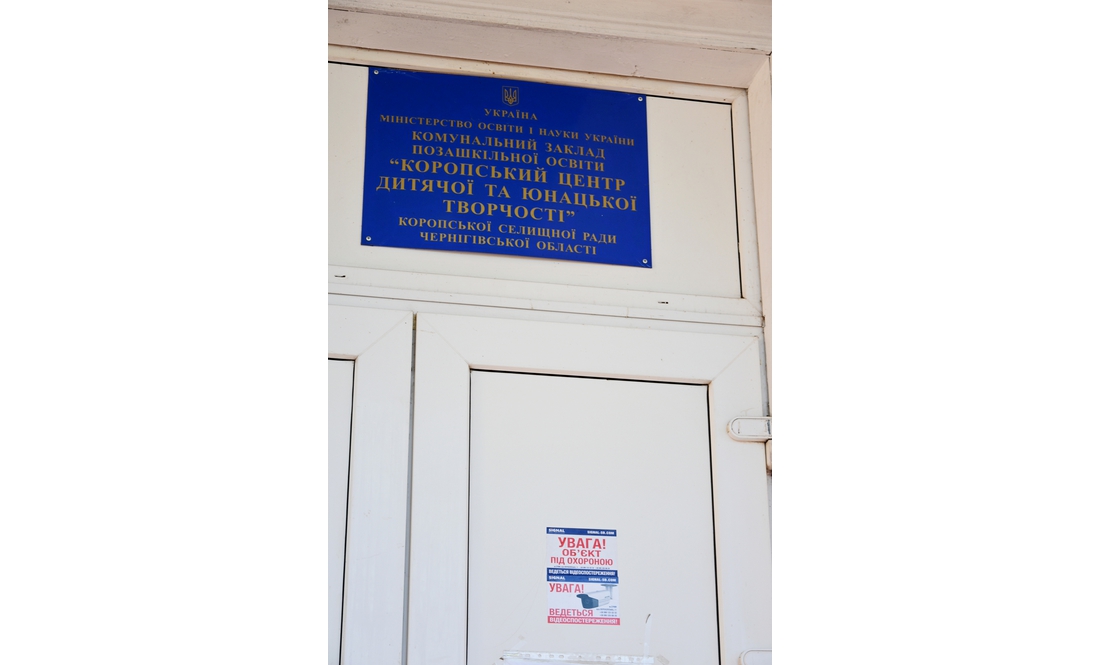 УКРАЇНА
МІНІСТЕРСТВО ОСВІТИ І НАУКИ УКРАЇНИ
КОМУНАЛЬНИЙ ЗАКЛАД
ПОЗАШКІЛЬНОЇ ОСВІТИ
“КОРОПСЬКИЙ ЦЕНТР
ДИТЯЧОЇ ТА ЮНАЦЬКОЇ
ТВОРЧОСТІ”
КОРОПСЬКОЇ СЕЛИЩНОЇ РАДИ
ЧЕРНІГІВСЬКОЇ ОБЛАСТІ
УВАГА!
ОБ'ЄКТ
ПІД ОХОРОНОЮ
ВЕДЕТЬСЯ ВІДЕОСПОСТЕРЕЖЕННЯ!
УВАГА!
ВЕДЕТЬСЯ
ВІДЕОСПОСТЕРЕЖЕННЯ!